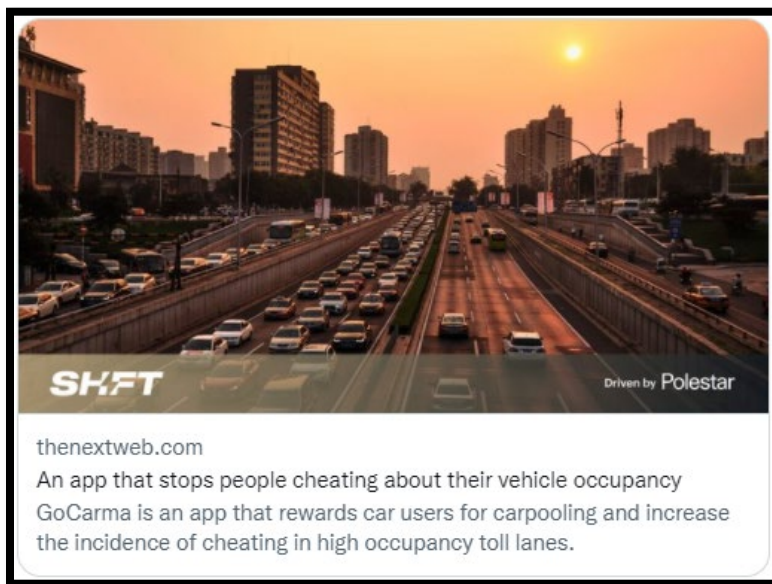 SHFT
Driven by Polestar
thenextweb.com
An app that stops people cheating about their vehicle occupancy
GoCarma is an app that rewards car users for carpooling and increase
the incidence of cheating in high occupancy toll lanes.